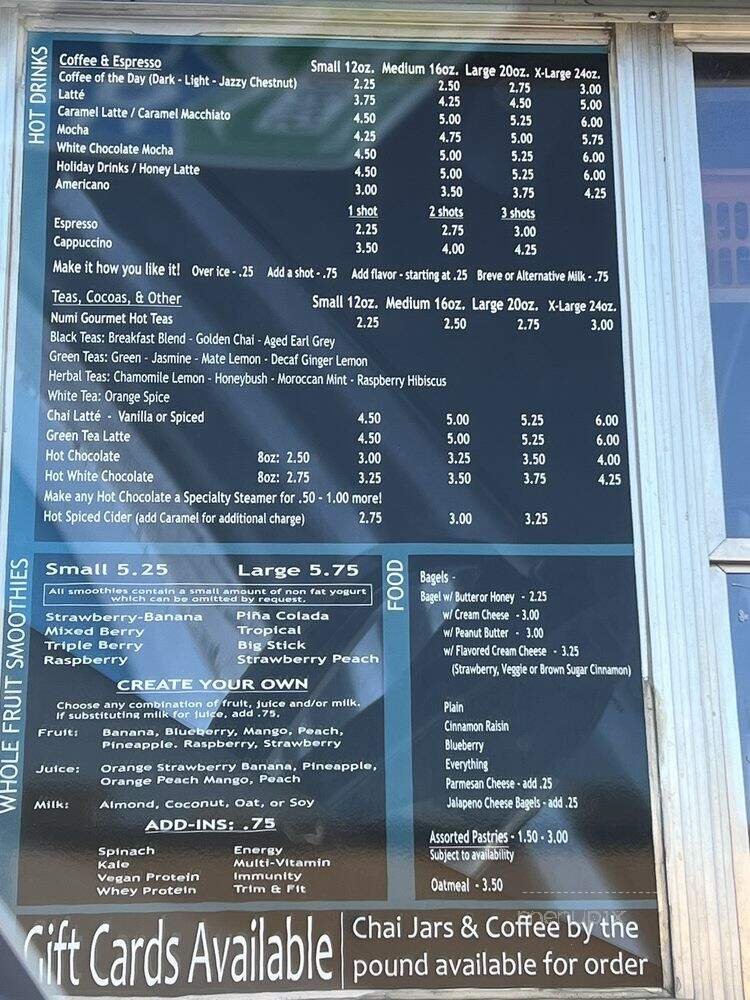 HOT DRINKS
Coffee & Espresso Small 12oz. Medium 16oz. Large 20oz. X-Large 24oz.
Coffee of the Day (Dark - Light - Jazzy Chestnut) 2.25 2.50 2.75 3.00
Latté 3.75 4.25 4.50 5.00
Caramel Latte / Caramel Macchiato 4.50 5.00 5.25 6.00
Mocha 4.25 4.75 5.00 5.75
White Chocolate Mocha 4.50 5.00 5.25 6.00
Holiday Drinks / Honey Latte 4.50 5.00 5.25 6.00
Americano 3.00 3.50 3.75 4.25
1 shot 2 shots 3 shots
Espresso 2.25 2.75 3.00
Cappuccino 3.50 4.00 4.25
Make it how you like it! Over ice - .25 Add a shot - .75 Add flavor - starting at .25 Breve or Alternative Milk - .75
Teas, Cocoas, & Other Small 12oz. Medium 16oz. Large 20oz. X-Large 24oz.
Numi Gourmet Hot Teas 2.25 2.50 2.75 3.00
Black Teas: Breakfast Blend - Golden Chai - Aged Earl Grey
Green Teas: Green - Jasmine - Mate Lemon - Decaf Ginger Lemon
Herbal Teas: Chamomile Lemon - Honeybush - Moroccan Mint - Raspberry Hibiscus
White Tea: Orange Spice
Chai Latté - Vanilla or Spiced 4.50 5.00 5.25 6.00
Green Tea Latte 4.50 5.00 5.25 6.00
Hot Chocolate 8oz: 2.50 3.00 3.25 3.50 4.00
Hot White Chocolate 8oz: 2.75 3.25 3.50 3.75 4.25
Make any Hot Chocolate a Specialty Steamer for .50 - 1.00 more!
Hot Spiced Cider (add Caramel for additional charge) 2.75 3.00 3.25
WHOLE FRUIT SMOOTHIES
Small 5.25 Large 5.75
All smoothies contain a small amount of non fat yogurt
which can be omitted by request.
Strawberry-Banana Piña Colada
Mixed Berry Tropical
Triple Berry Big Stick
Raspberry Strawberry Peach
CREATE YOUR OWN
Choose any combination of fruit, juice and/or milk.
If substituting milk for juice, add .75.
Fruit: Banana, Blueberry, Mango, Peach,
Pineapple. Raspberry, Strawberry
Juice: Orange Strawberry Banana, Pineapple,
Orange Peach Mango, Peach
Milk: Almond, Coconut, Oat, or Soy
ADD-INS: .75
Spinach Energy
Kale Multi-Vitamin
Vegan Protein Immunity
Whey Protein Trim & Fit
FOOD
Bagels -
Bagel w/ Butteror Honey - 2.25
w/ Cream Cheese - 3.00
w/ Peanut Butter - 3.00
w/ Flavored Cream Cheese - 3.25
(Strawberry, Veggie or Brown Sugar Cinnamon)
Plain
Cinnamon Raisin
Blueberry
Everything
Parmesan Cheese - add .25
Jalapeno Cheese Bagels - add .25
Assorted Pastries - 1.50 - 3.00
Subject to availability
Oatmeal - 3.50
menupix
Gift Cards Available
Chai Jars & Coffee by the
pound available for order